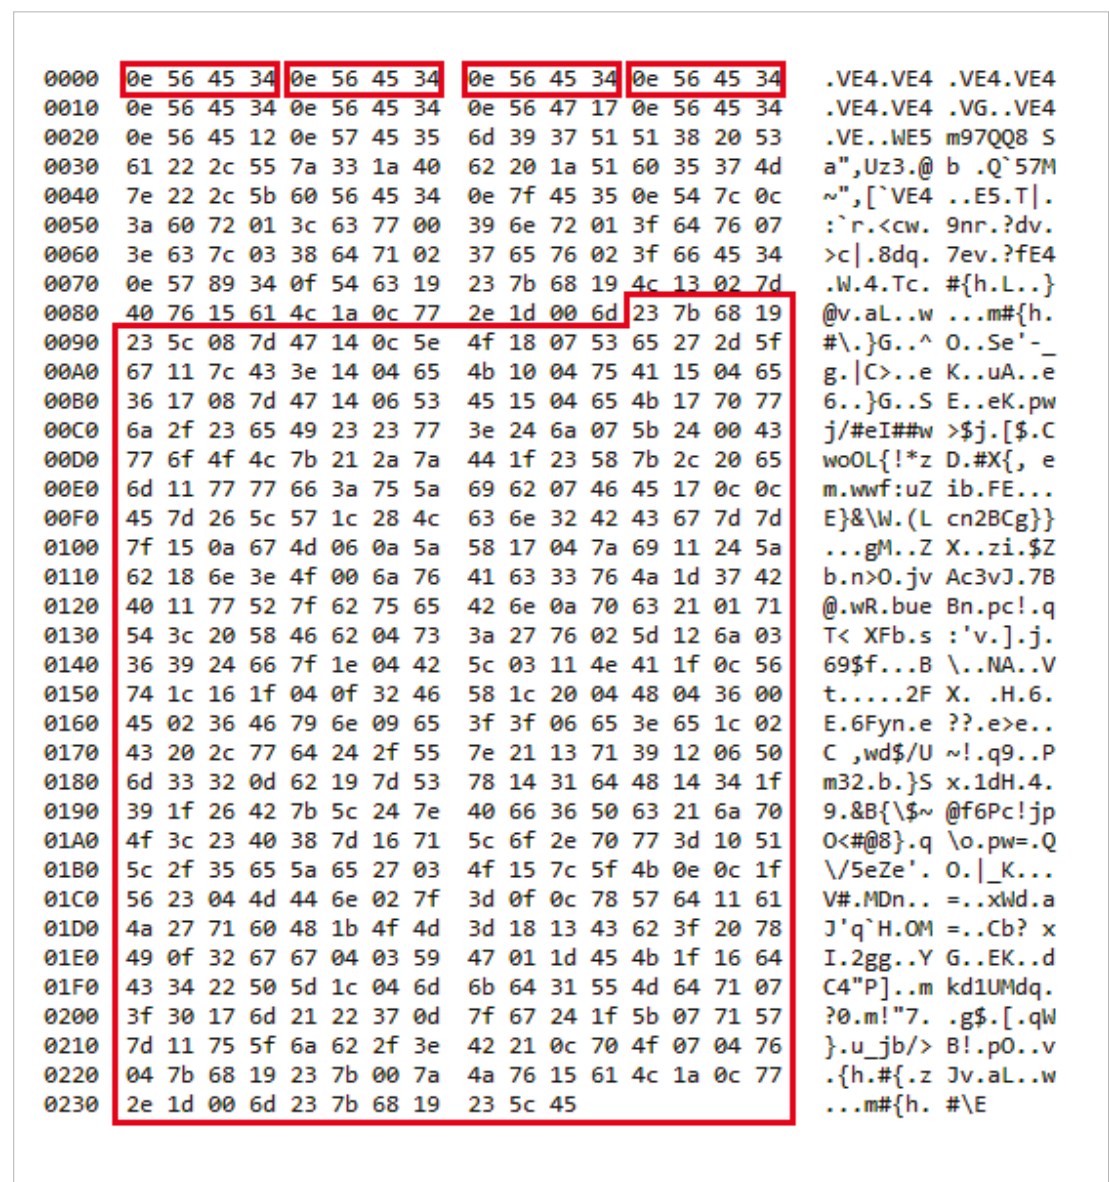 0000 0e 56 45 34 0e 56 45 34 0e 56 45 34 0e 56 45 34 .VE4.VE4 .VE4.VE4
0010 0e 56 45 34 0e 56 45 34 0e 56 47 17 0e 56 45 34 .VE4.VE4 .VG..VE4
0020 0e 56 45 12 0e 57 45 35 6d 39 37 51 51 38 20 53 .VE..WE5 m97QQ8 S
0030 61 22 2c 55 7a 33 1a 40 62 20 1a 51 60 35 37 4d a",Uz3.@ b .Q`57M
0040 7e 22 2c 5b 60 56 45 34 0e 7f 45 35 0e 54 7c 0c ~",[`VE4 ..E5.T|.
0050 3a 60 72 01 3c 63 77 00 39 6e 72 01 3f 64 76 07 :`r.<cw. 9nr.?dv.
0060 3e 63 7c 03 38 64 71 02 37 65 76 02 3f 66 45 34 >c|.8dq. 7ev.?fE4
0070 0e 57 89 34 0f 54 63 19 23 7b 68 19 4c 13 02 7d .W.4.Tc. #{h.L..}
0080 40 76 15 61 4c 1a 0c 77 2e 1d 00 6d 23 7b 68 19 @v.aL..w ...m#{h.
0090 23 5c 08 7d 47 14 0c 5e 4f 18 07 53 65 27 2d 5f #\.}G..^ O..Se'-_
00A0 67 11 7c 43 3e 14 04 65 4b 10 04 75 41 15 04 65 g.|C>..e K..uA..e
00B0 36 17 08 7d 47 14 06 53 45 15 04 65 4b 17 70 77 6..}G..S E..eK.pw
00C0 6a 2f 23 65 49 23 23 77 3e 24 6a 07 5b 24 00 43 j/#eI##w >$j.[$.C
00D0 77 6f 4f 4c 7b 21 2a 7a 44 1f 23 58 7b 2c 20 65 woOL{!*z D.#X{, e
00E0 6d 11 77 77 66 3a 75 5a 69 62 07 46 45 17 0c 0c m.wwf:uZ ib.FE...
00F0 45 7d 26 5c 57 1c 28 4c 63 6e 32 42 43 67 7d 7d E}&\W.(L cn2BCg}}
0100 7f 15 0a 67 4d 06 0a 5a 58 17 04 7a 69 11 24 5a ...gM..Z X..zi.$Z
0110 62 18 6e 3e 4f 00 6a 76 41 63 33 76 4a 1d 37 42 b.n>O.jv Ac3vJ.7B
0120 40 11 77 52 7f 62 75 65 42 6e 0a 70 63 21 01 71 @.wR.bue Bn.pc!.q
0130 54 3c 20 58 46 62 04 73 3a 27 76 02 5d 12 6a 03 T< XFb.s :'v.].j.
0140 36 39 24 66 7f 1e 04 42 5c 03 11 4e 41 1f 0c 56 69$f...B \..NA..V
0150 74 1c 16 1f 04 0f 32 46 58 1c 20 04 48 04 36 00 t.....2F X. .H.6.
0160 45 02 36 46 79 6e 09 65 3f 3f 06 65 3e 65 1c 02 E.6Fyn.e ??.e>e..
0170 43 20 2c 77 64 24 2f 55 7e 21 13 71 39 12 06 50 C ,wd$/U ~!.q9..P
0180 6d 33 32 0d 62 19 7d 53 78 14 31 64 48 14 34 1f m32.b.}S x.1dH.4.
0190 39 1f 26 42 7b 5c 24 7e 40 66 36 50 63 21 6a 70 9.&B{\$~ @f6Pc!jp
01A0 4f 3c 23 40 38 7d 16 71 5c 6f 2e 70 77 3d 10 51 O<#@8}.q \o.pw=.Q
01B0 5c 2f 35 65 5a 65 27 03 4f 15 7c 5f 4b 0e 0c 1f \/5eZe'. O.|_K...
01C0 56 23 04 4d 44 6e 02 7f 3d 0f 0c 78 57 64 11 61 V#.MDn.. =..xWd.a
01D0 4a 27 71 60 48 1b 4f 4d 3d 18 13 43 62 3f 20 78 J'q`H.OM =..Cb? x
01E0 49 0f 32 67 67 04 03 59 47 01 1d 45 4b 1f 16 64 I.2gg..Y G..EK..d
01F0 43 34 22 50 5d 1c 04 6d 6b 64 31 55 4d 64 71 07 C4"P]..m kd1UMdq.
0200 3f 30 17 6d 21 22 37 0d 7f 67 24 1f 5b 07 71 57 ?0.m!"7. .g$.[.qW
0210 7d 11 75 5f 6a 62 2f 3e 42 21 0c 70 4f 07 04 76 }.u_jb/> B!.pO..v
0220 04 7b 68 19 23 7b 00 7a 4a 76 15 61 4c 1a 0c 77 .{h.#{.z Jv.aL..w
0230 2e 1d 00 6d 23 7b 68 19 23 5c 45 ...m#{h. #\E